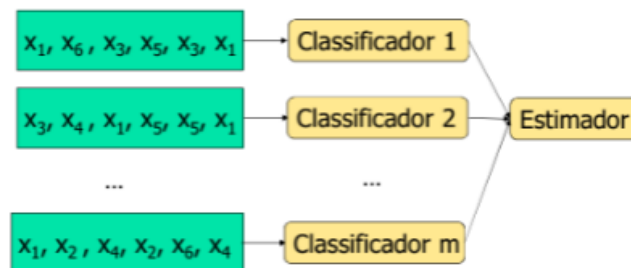 x₁, x₆, x₃, x₅, x₃, x₁
Classificador 1
x₃, x₄, x₁, x₅, x₅, x₁
Classificador 2
Estimador
...
...
x₁, x₂, x₄, x₂, x₆, x₄
Classificador m